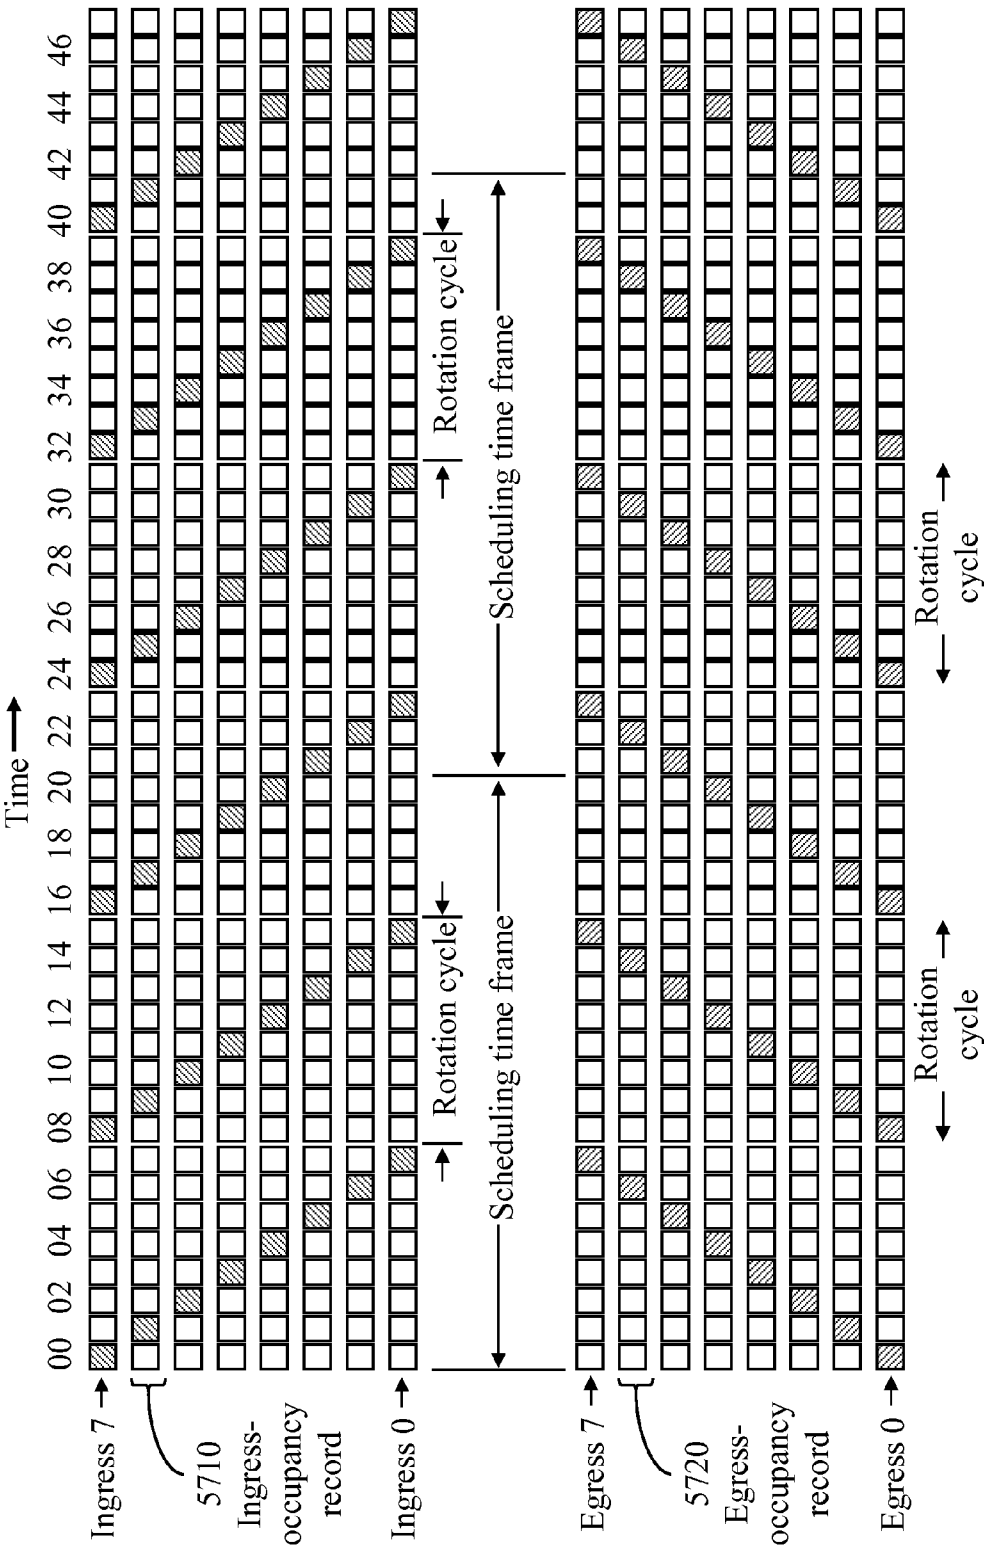 Time
00 02 04 06 08 10 12 14 16 18 20 22 24 26 28 30 32 34 36 38 40 42 44 46
Ingress 7
5710
Ingress-
occupancy
record
Ingress 0
Rotation cycle
Rotation cycle
Scheduling time frame
Scheduling time frame
Egress 7
5720
Egress-
occupancy
record
Egress 0
Rotation
cycle
Rotation
cycle